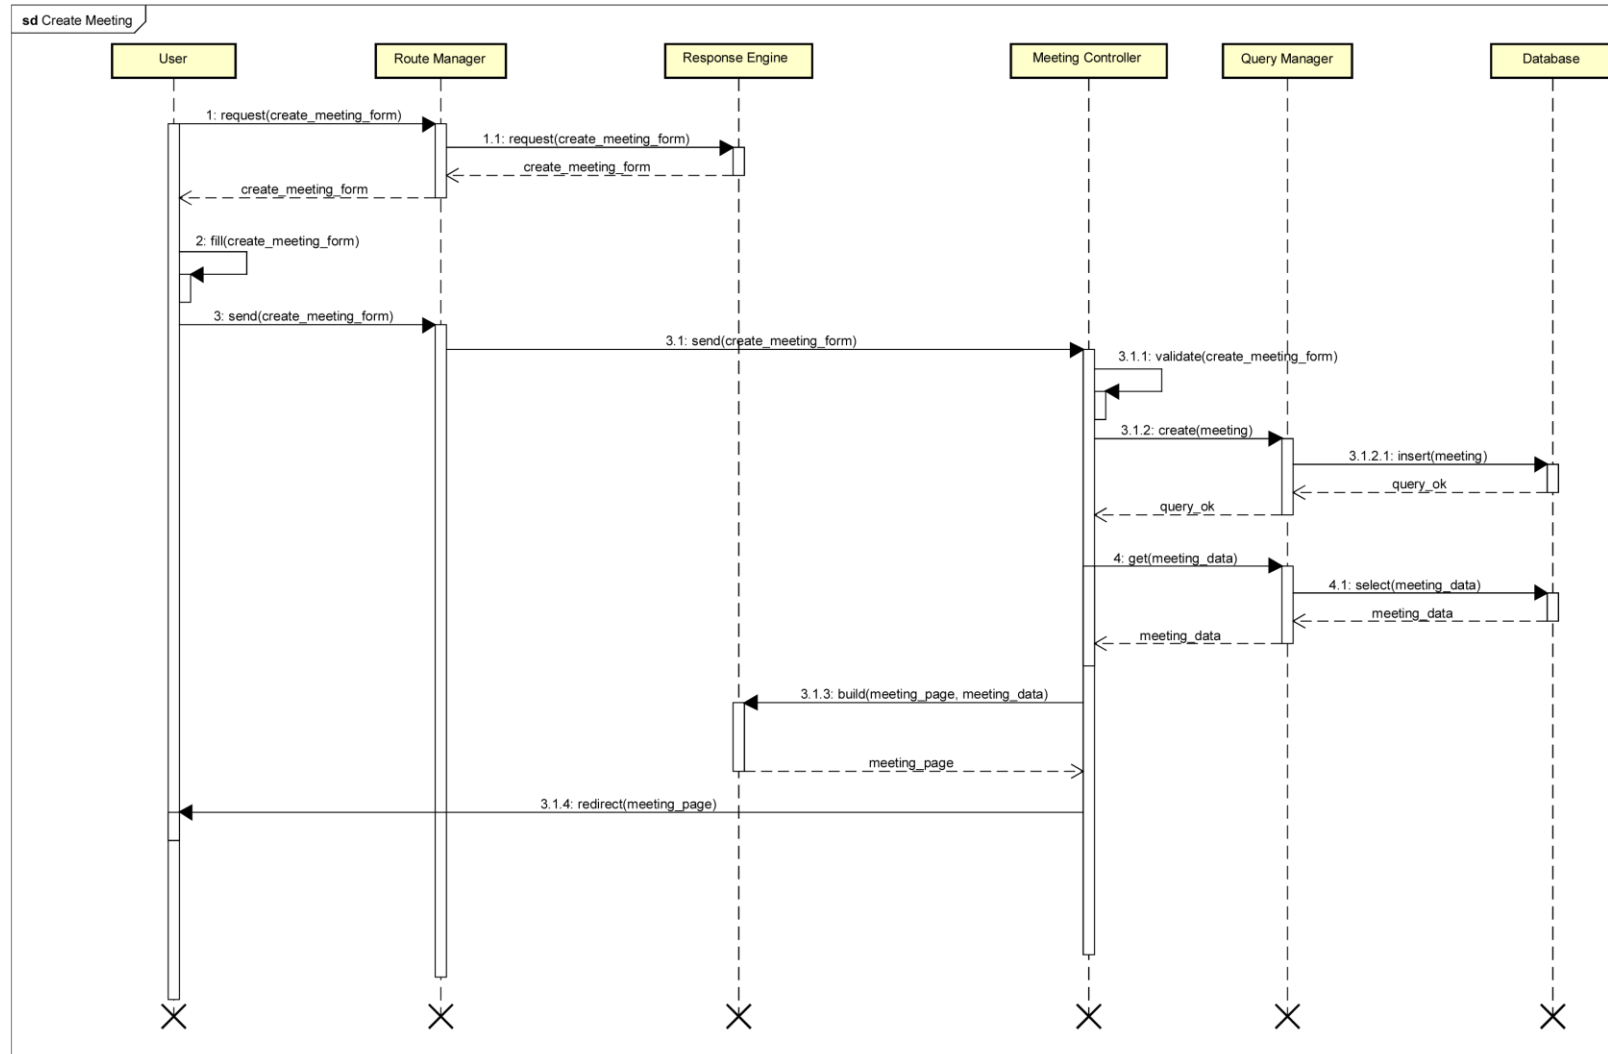 sd Create Meeting
User
Route Manager
Response Engine
Meeting Controller
Query Manager
Database
1: request(create_meeting_form)
1.1: request(create_meeting_form)
create_meeting_form
create_meeting_form
2: fill(create_meeting_form)
3: send(create_meeting_form)
3.1: send(create_meeting_form)
3.1.1: validate(create_meeting_form)
3.1.2: create(meeting)
3.1.2.1: insert(meeting)
query_ok
query_ok
4: get(meeting_data)
4.1: select(meeting_data)
meeting_data
meeting_data
3.1.3: build(meeting_page, meeting_data)
meeting_page
3.1.4: redirect(meeting_page)